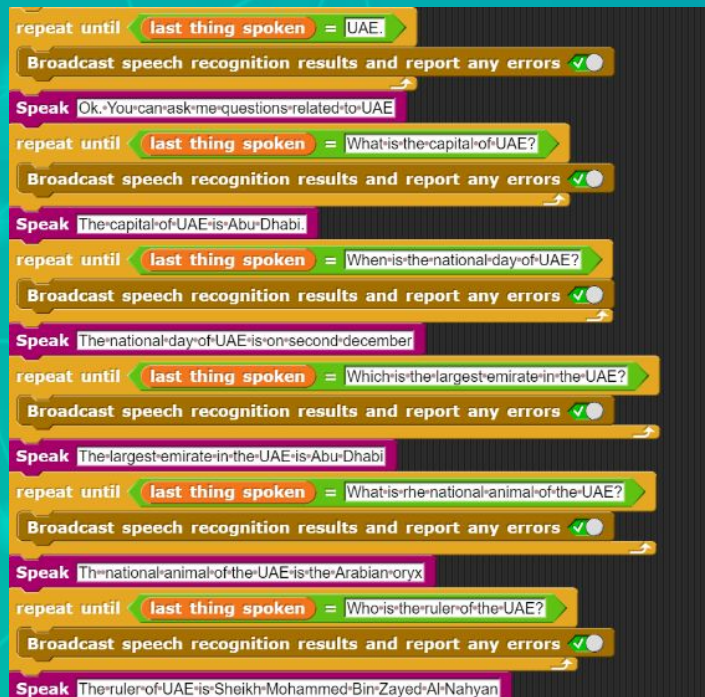 repeat until last thing spoken = UAE.
Broadcast speech recognition results and report any errors
Speak Ok. You can ask me questions related to UAE
repeat until last thing spoken = What is the capital of UAE?
Broadcast speech recognition results and report any errors
Speak The capital of UAE is Abu Dhabi.
repeat until last thing spoken = When is the national day of UAE?
Broadcast speech recognition results and report any errors
Speak The national day of UAE is on second december
repeat until last thing spoken = Which is the largest emirate in the UAE?
Broadcast speech recognition results and report any errors
Speak The largest emirate in the UAE is Abu Dhabi
repeat until last thing spoken = What is rhe national animal of the UAE?
Broadcast speech recognition results and report any errors
Speak Th national animal of the UAE is the Arabian oryx
repeat until last thing spoken = Who is the ruler of the UAE?
Broadcast speech recognition results and report any errors
Speak The ruler of UAE is Sheikh Mohammed Bin Zayed Al Nahyan